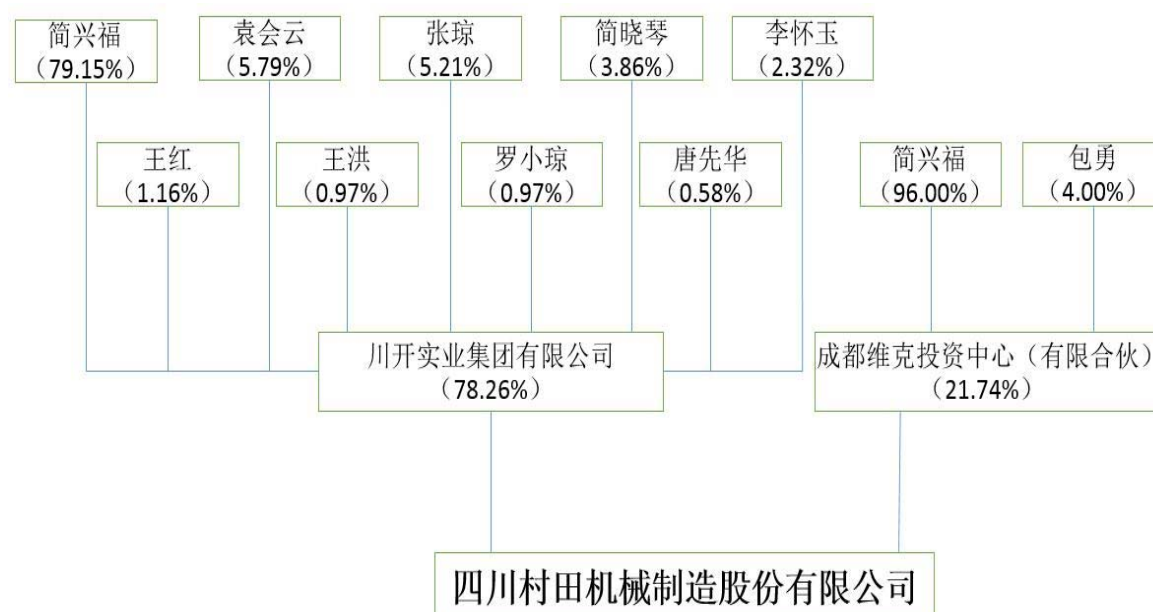 简兴福
（79.15%）
袁会云
（5.79%）
张琼
（5.21%）
简晓琴
（3.86%）
李怀玉
（2.32%）
王红
（1.16%）
王洪
（0.97%）
罗小琼
（0.97%）
唐先华
（0.58%）
简兴福
（96.00%）
包勇
（4.00%）
川开实业集团有限公司
（78.26%）
成都维克投资中心（有限合伙）
（21.74%）
四川村田机械制造股份有限公司